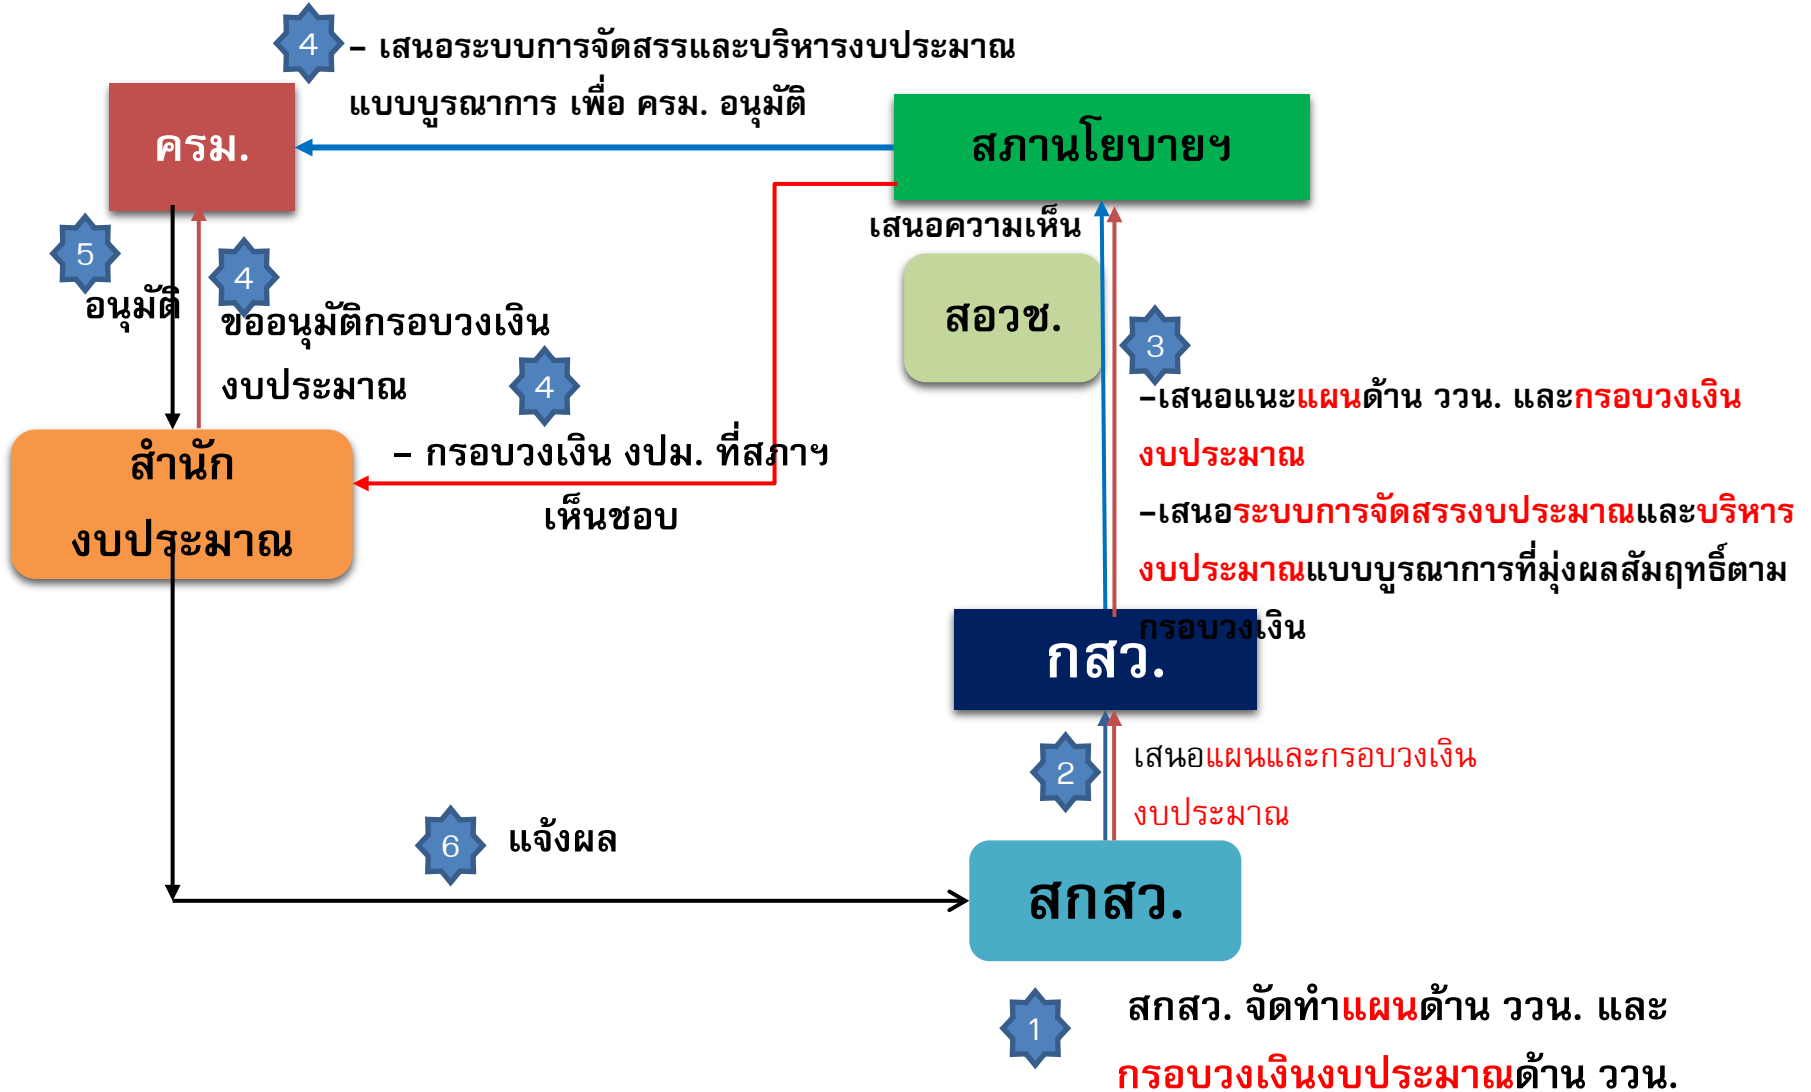 4
– เสนอระบบการจัดสรรและบริหารงบประมาณ
แบบบูรณาการ เพื่อ ครม. อนุมัติ
ครม.
สภานโยบายฯ
เสนอความเห็น
สอวช.
5
อนุมัติ
4
ขออนุมัติกรอบวงเงิน
งบประมาณ
4
– กรอบวงเงิน งปม. ที่สภาฯ
เห็นชอบ
3
–เสนอแนะแผนด้าน ววน. และกรอบวงเงิน
งบประมาณ
–เสนอระบบการจัดสรรงบประมาณและบริหาร
งบประมาณแบบบูรณาการที่มุ่งผลสัมฤทธิ์ตาม
กรอบวงเงิน
สำนัก
งบประมาณ
กสว.
2
เสนอแผนและกรอบวงเงิน
งบประมาณ
6
แจ้งผล
สกสว.
1
สกสว. จัดทำแผนด้าน ววน. และ
กรอบวงเงินงบประมาณด้าน ววน.